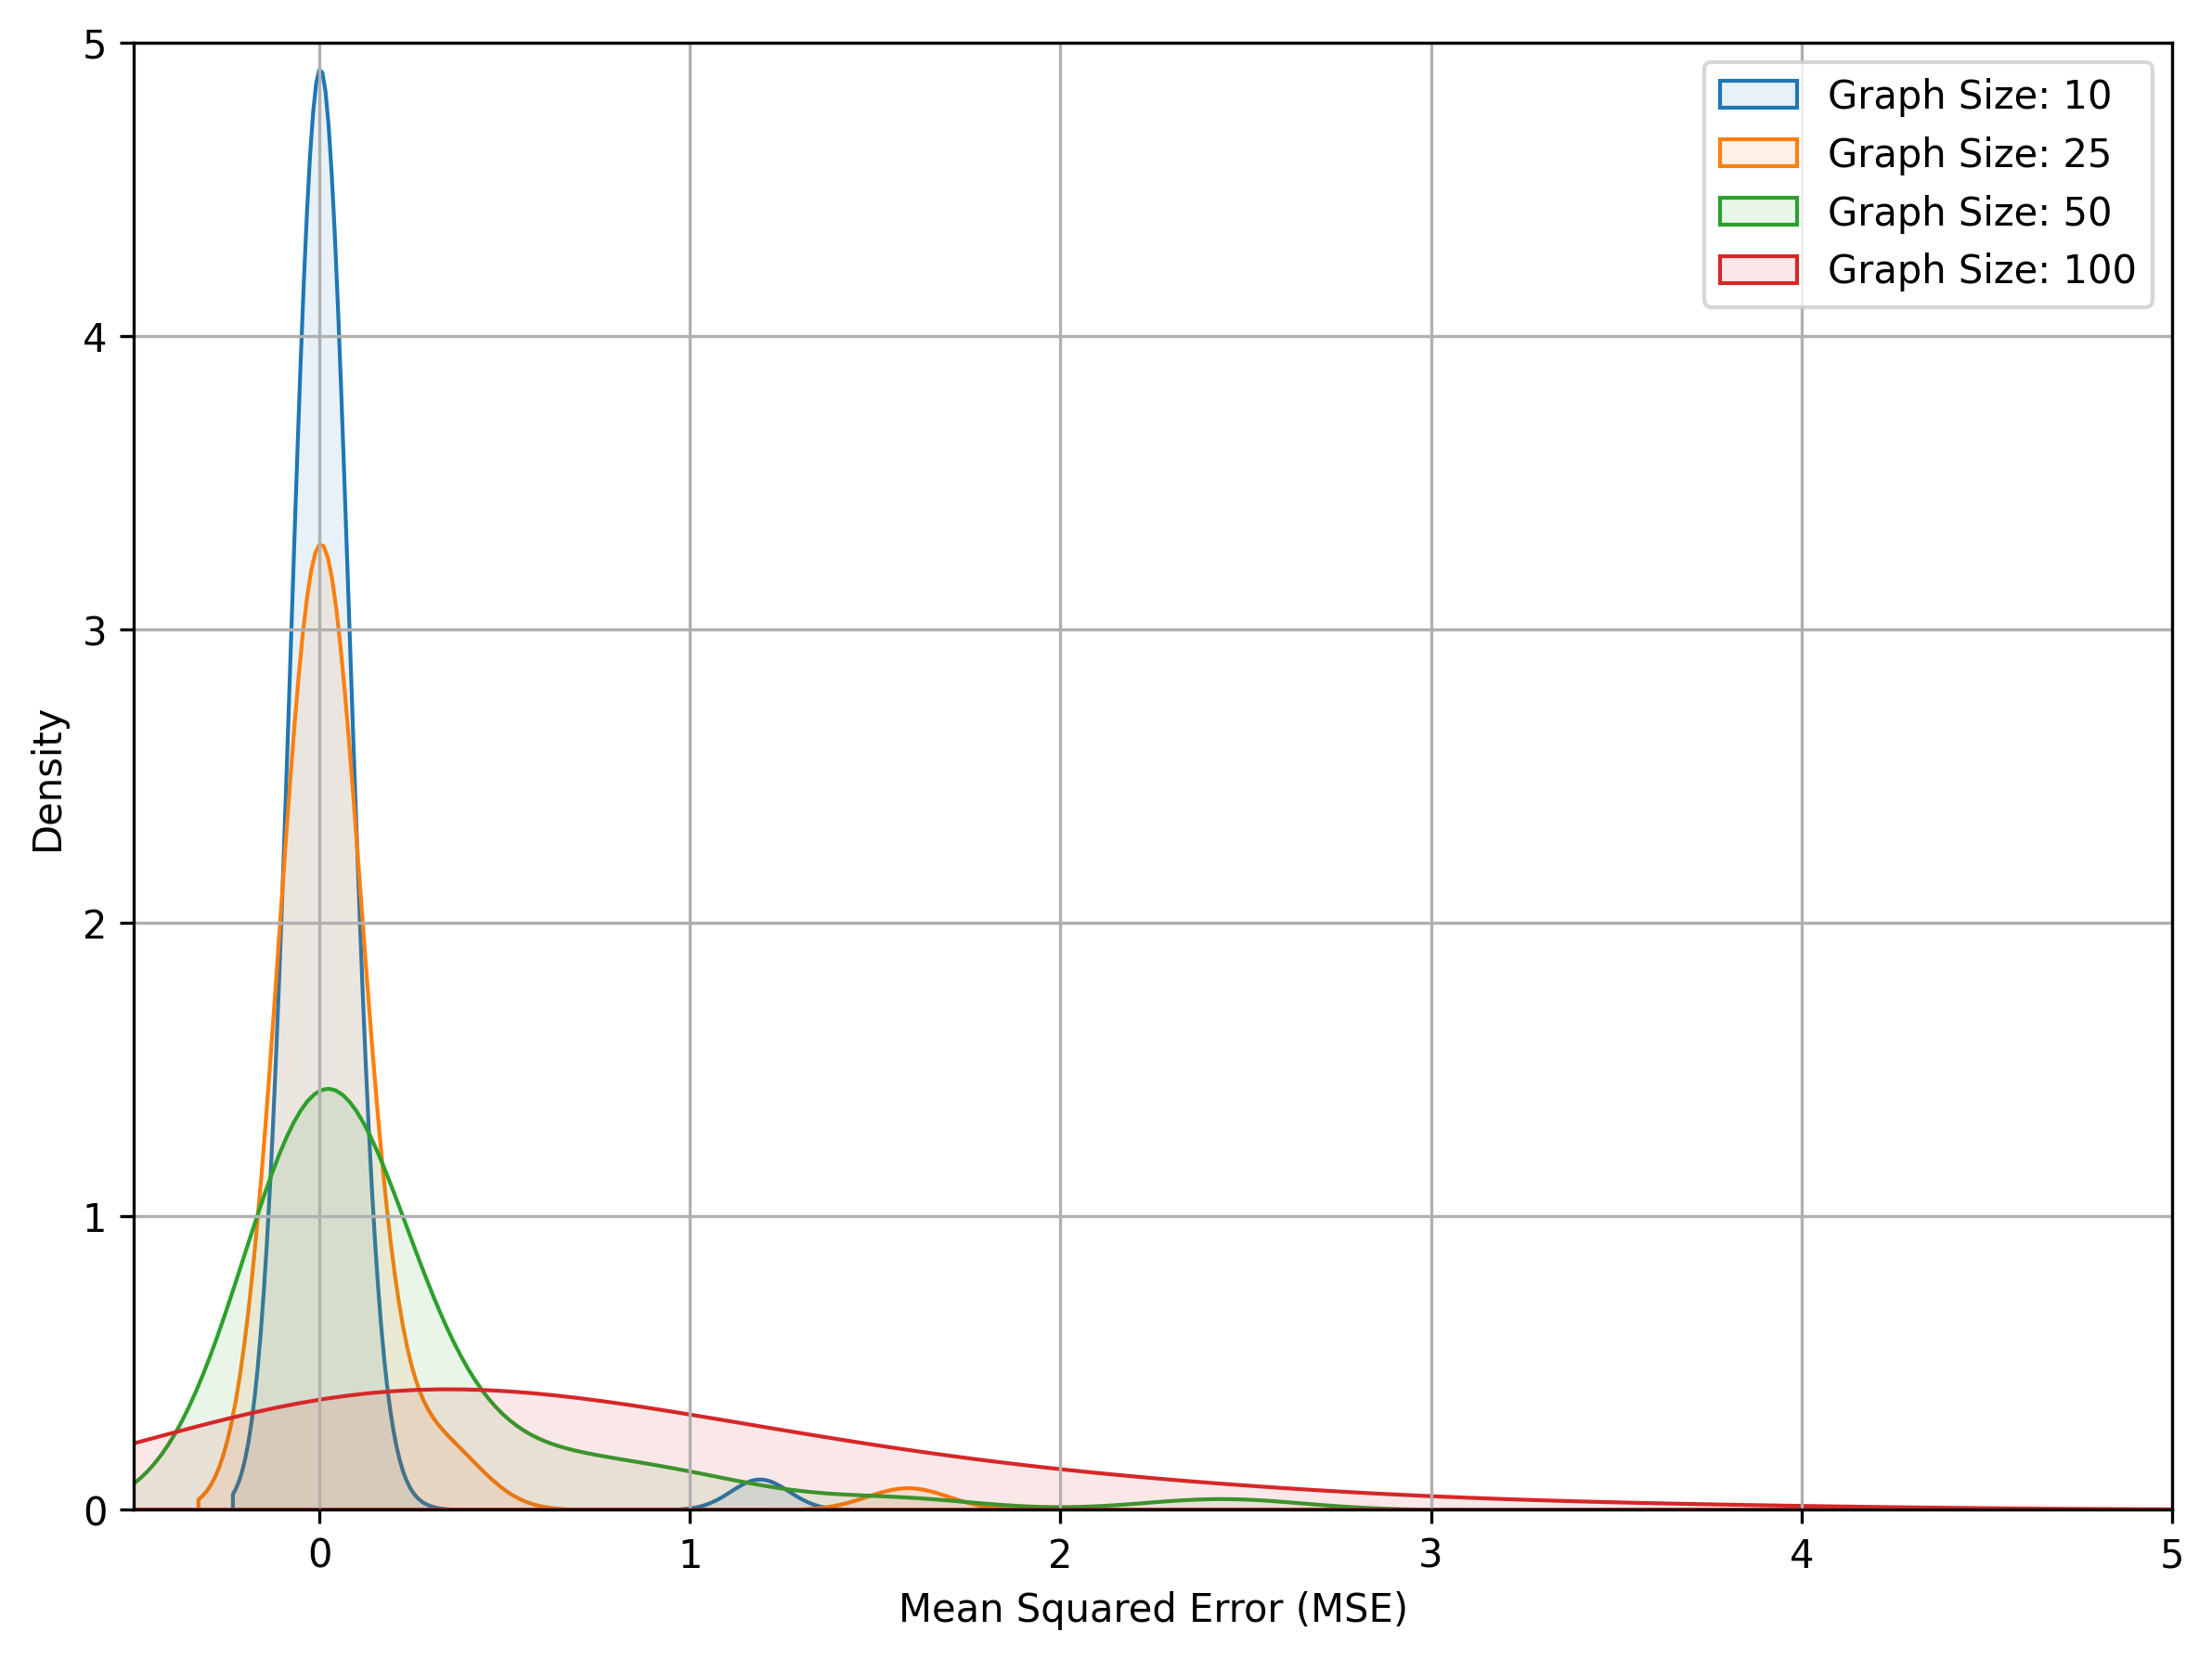 5
4
3
2
1
0
Density
0 1 2 3 4 5
Mean Squared Error (MSE)
Graph Size: 10
Graph Size: 25
Graph Size: 50
Graph Size: 100